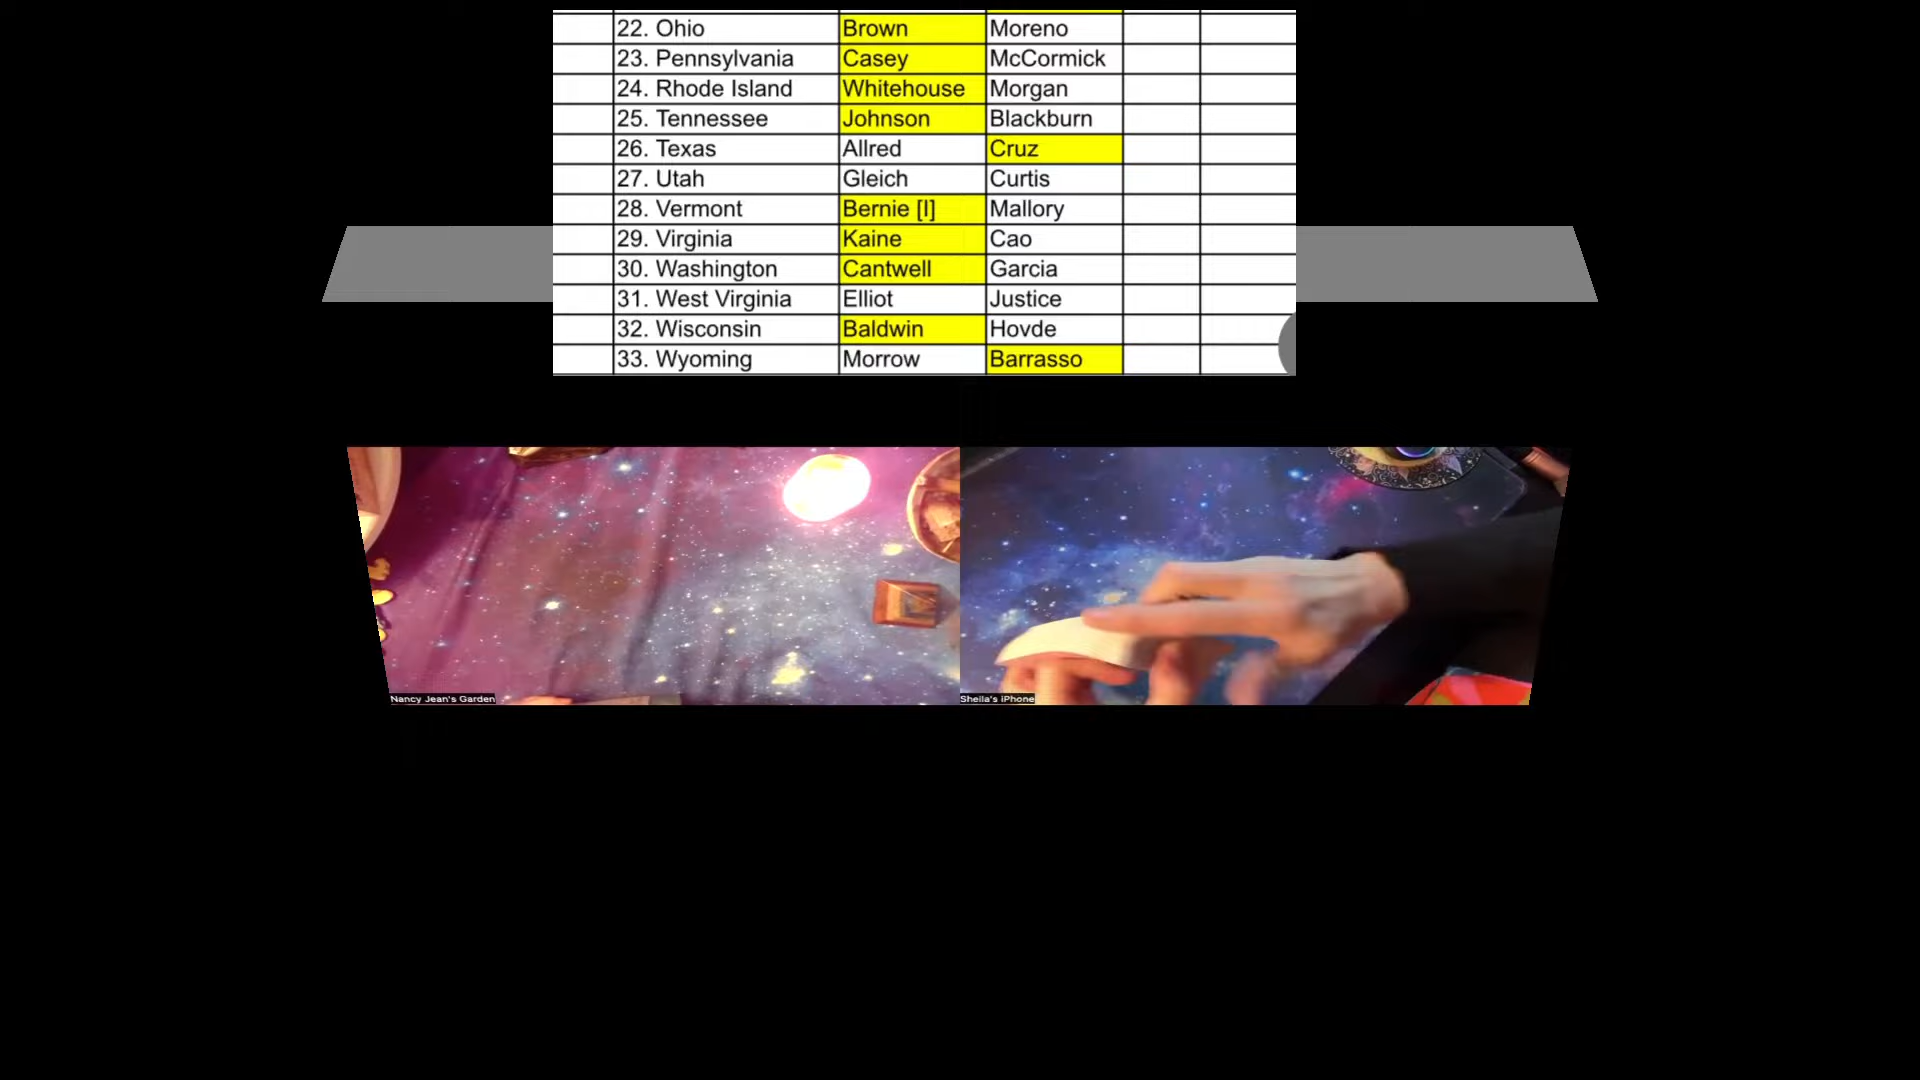 22. Ohio Brown Moreno
23. Pennsylvania Casey McCormick
24. Rhode Island Whitehouse Morgan
25. Tennessee Johnson Blackburn
26. Texas Allred Cruz
27. Utah Gleich Curtis
28. Vermont Bernie [I] Mallory
29. Virginia Kaine Cao
30. Washington Cantwell Garcia
31. West Virginia Elliot Justice
32. Wisconsin Baldwin Hovde
33. Wyoming Morrow Barrasso
Nancy Jean's Garden
Sheila's iPhone